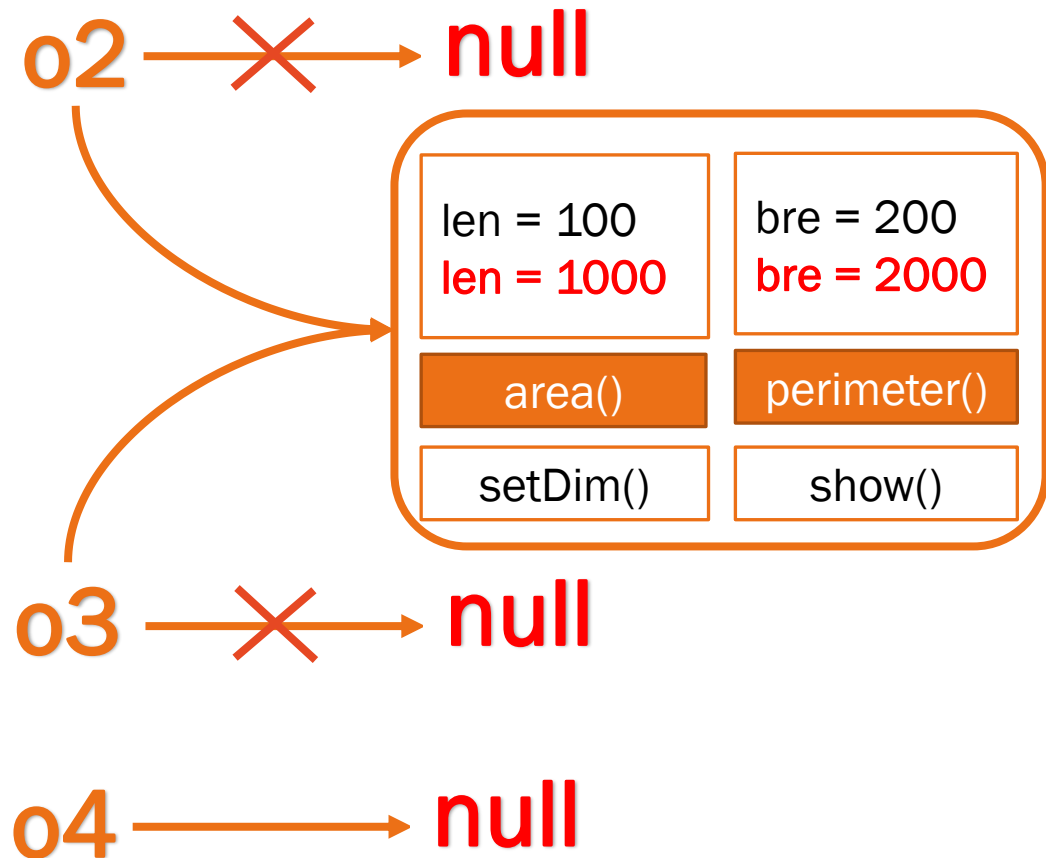 o2 null
len = 100
len = 1000
bre = 200
bre = 2000
area() perimeter()
setDim() show()
o3 null
o4 null